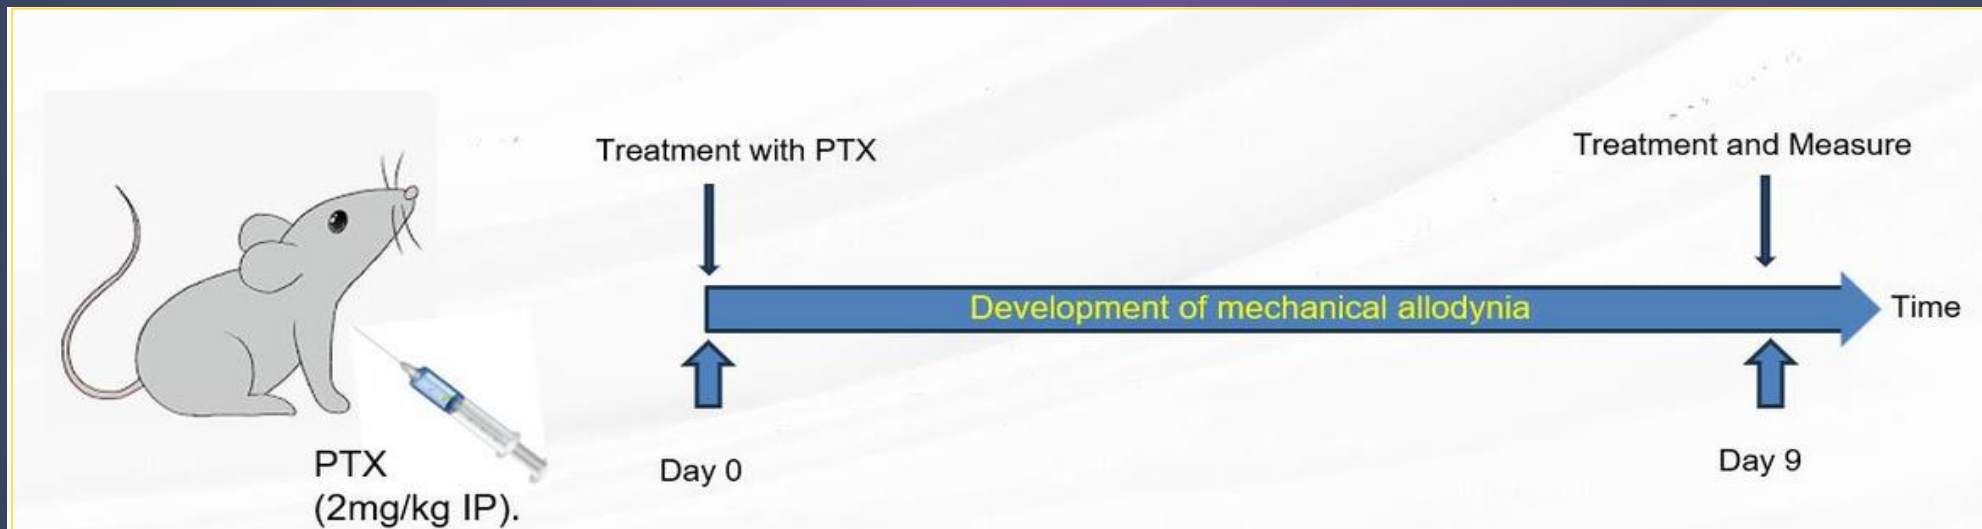 Treatment with PTX
Treatment and Measure
Development of mechanical allodynia
Time
Day 0
Day 9
PTX
(2mg/kg IP).